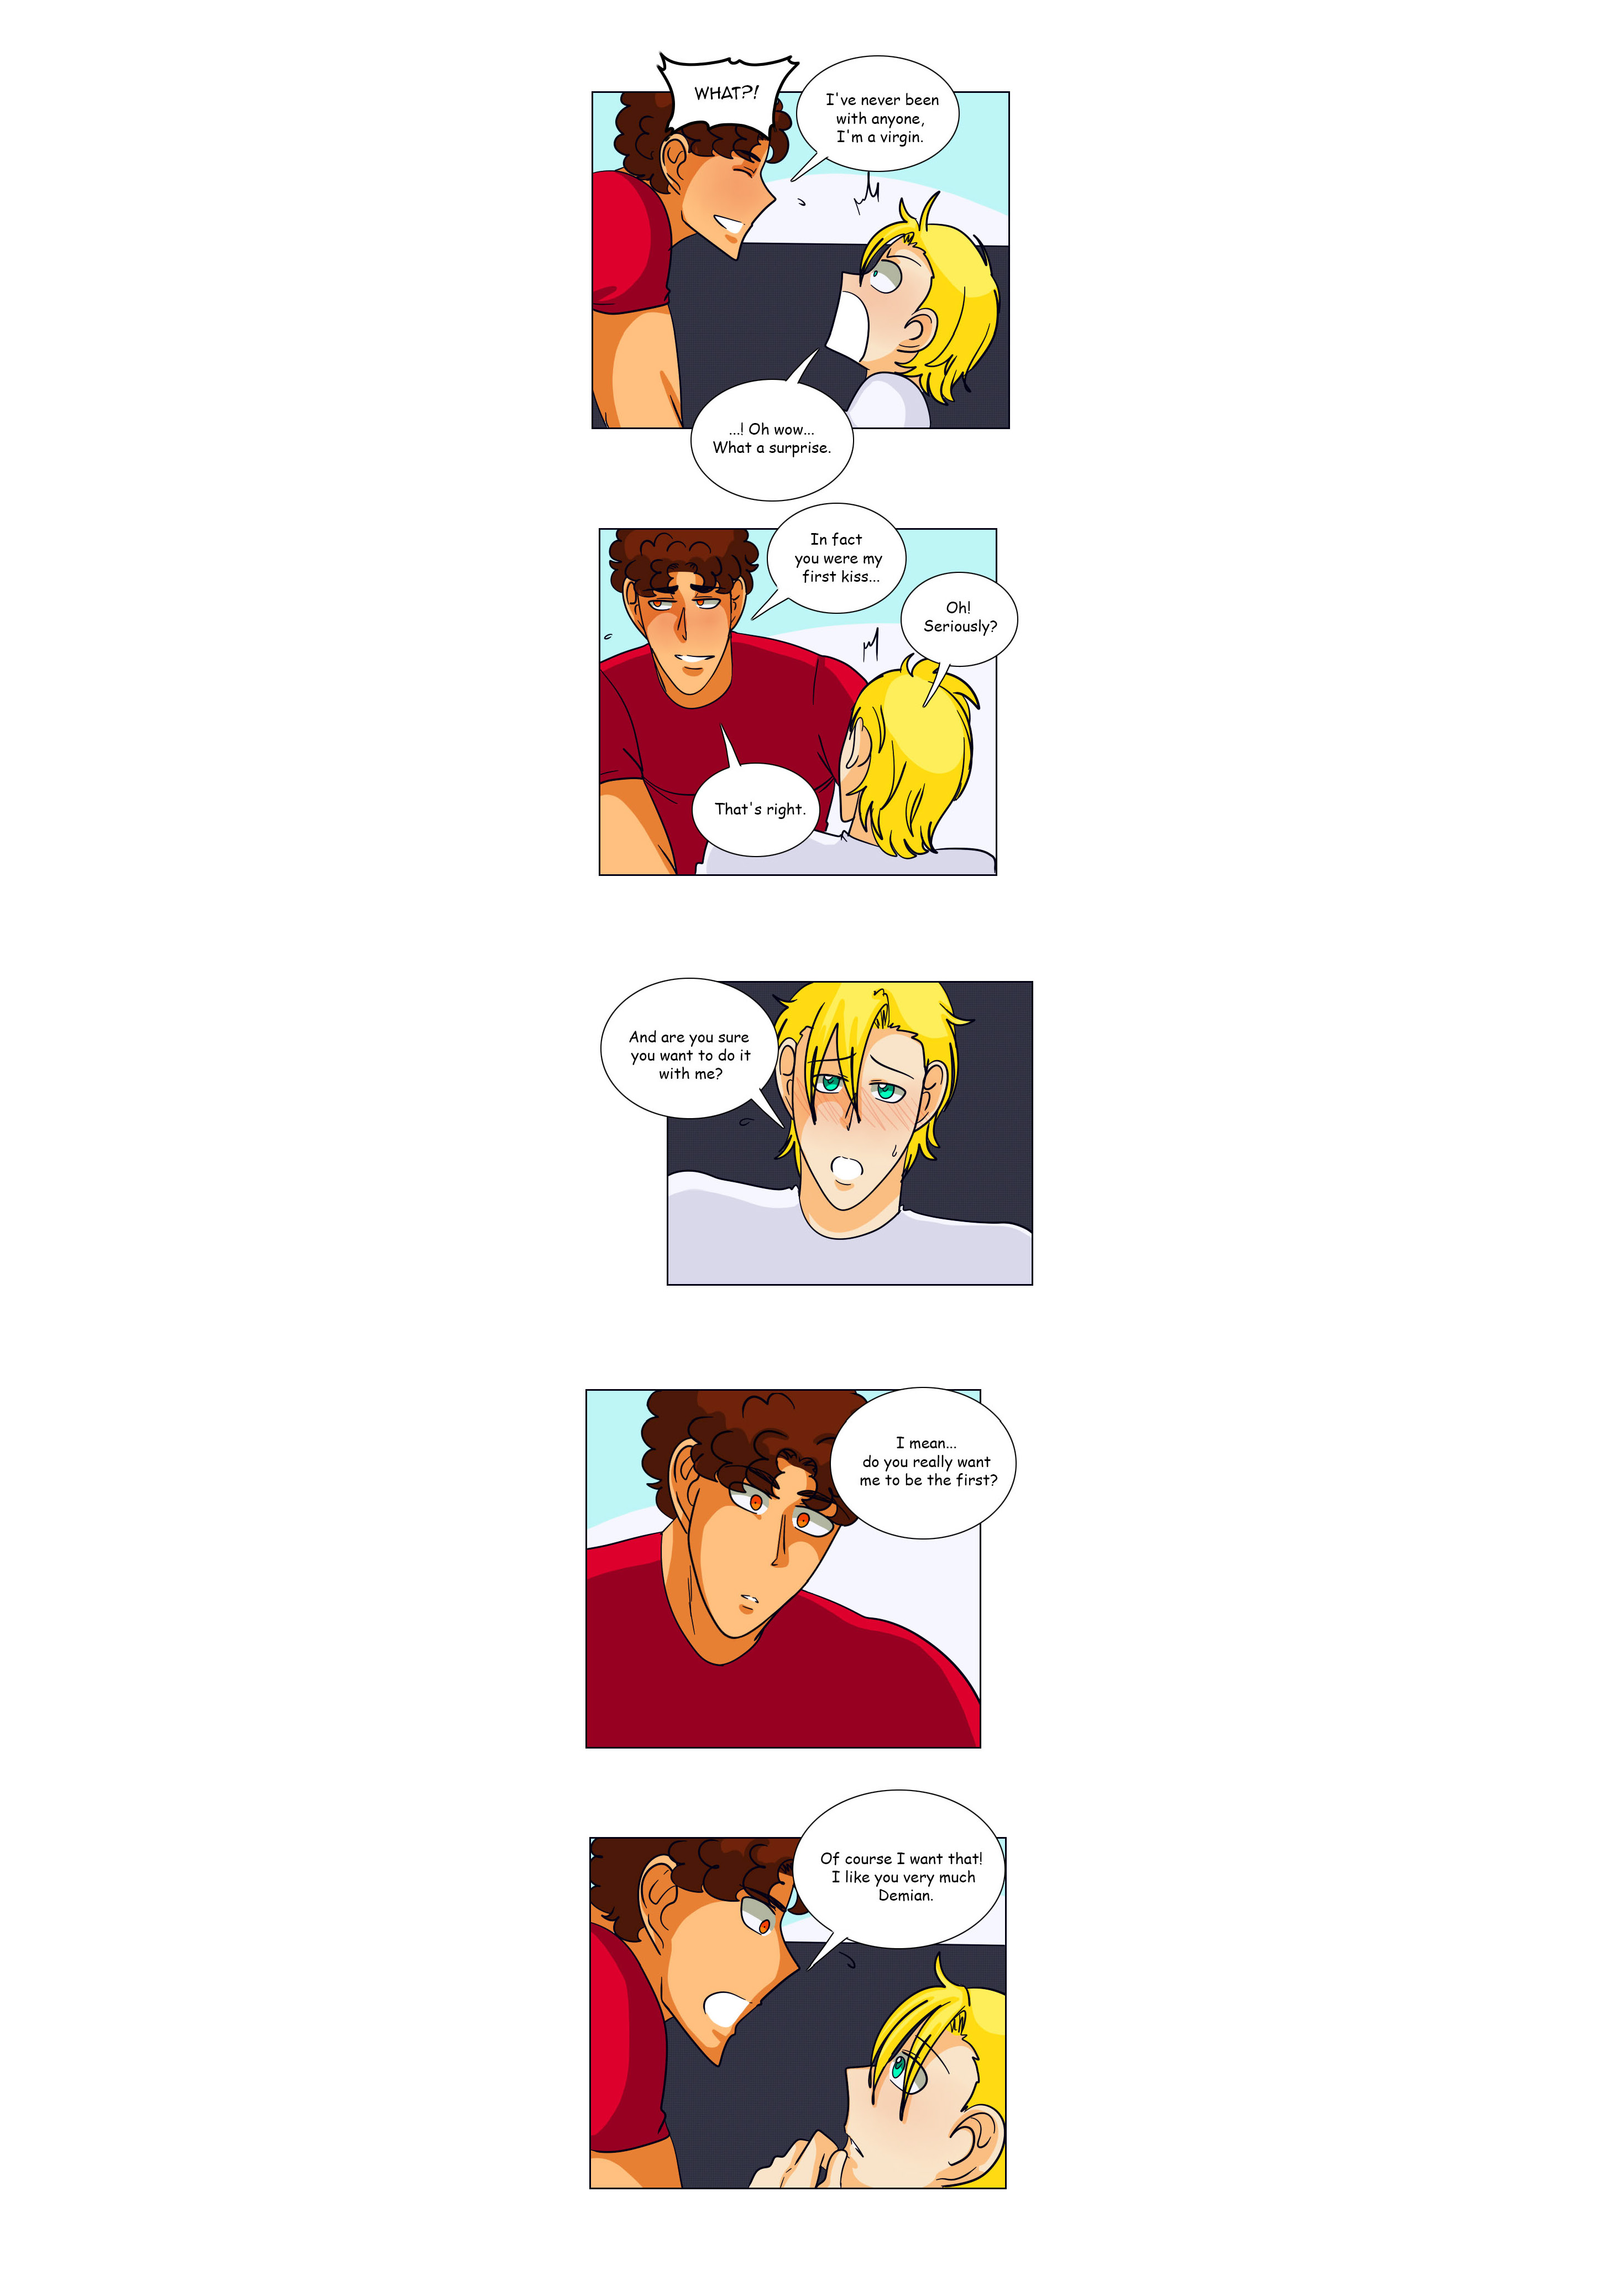 WHAT?!
I've never been
with anyone,
I'm a virgin.
...! Oh wow...
What a surprise.
In fact
you were my
first kiss...
Oh!
Seriously?
That's right.
And are you sure
you want to do it
with me?
I mean...
do you really want
me to be the first?
Of course I want that!
I like you very much
Demian.